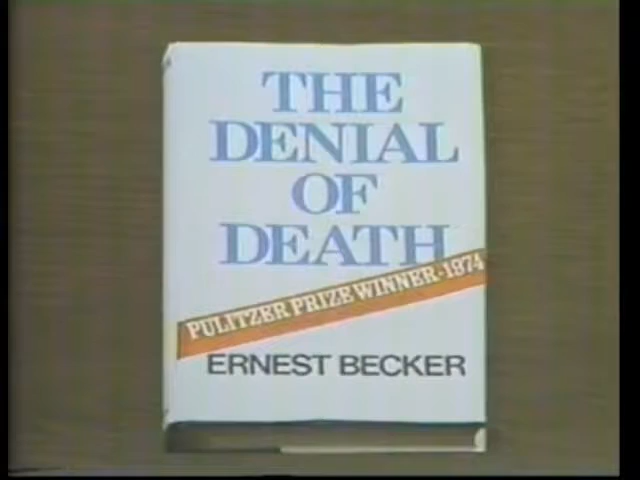 THE
DENIAL
OF
DEATH
PULITZER PRIZE WINNER-1974
ERNEST BECKER